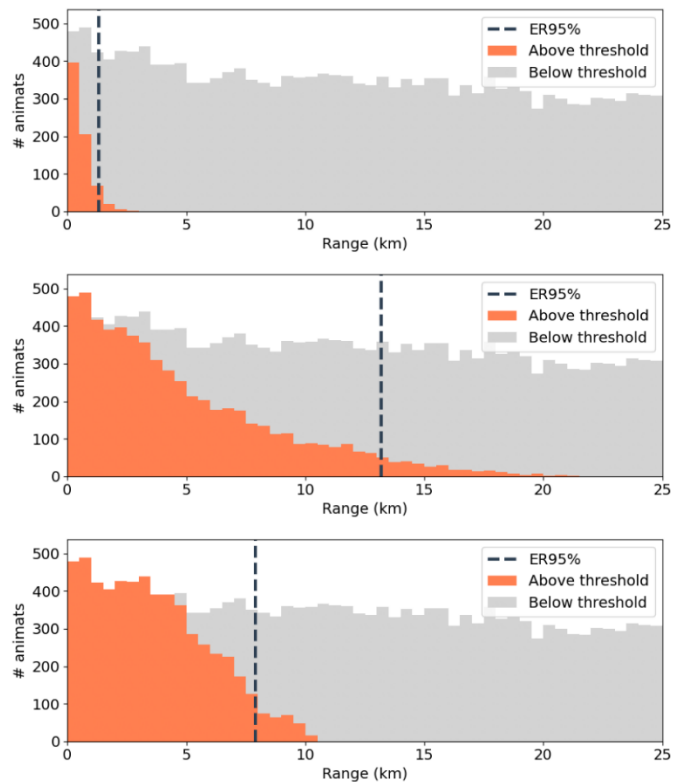 500
400
300
200
100
0
# animats
ER95%
Above threshold
Below threshold
0 5 10 15 20 25
Range (km)
500
400
300
200
100
0
# animats
ER95%
Above threshold
Below threshold
0 5 10 15 20 25
Range (km)
500
400
300
200
100
0
# animats
ER95%
Above threshold
Below threshold
0 5 10 15 20 25
Range (km)